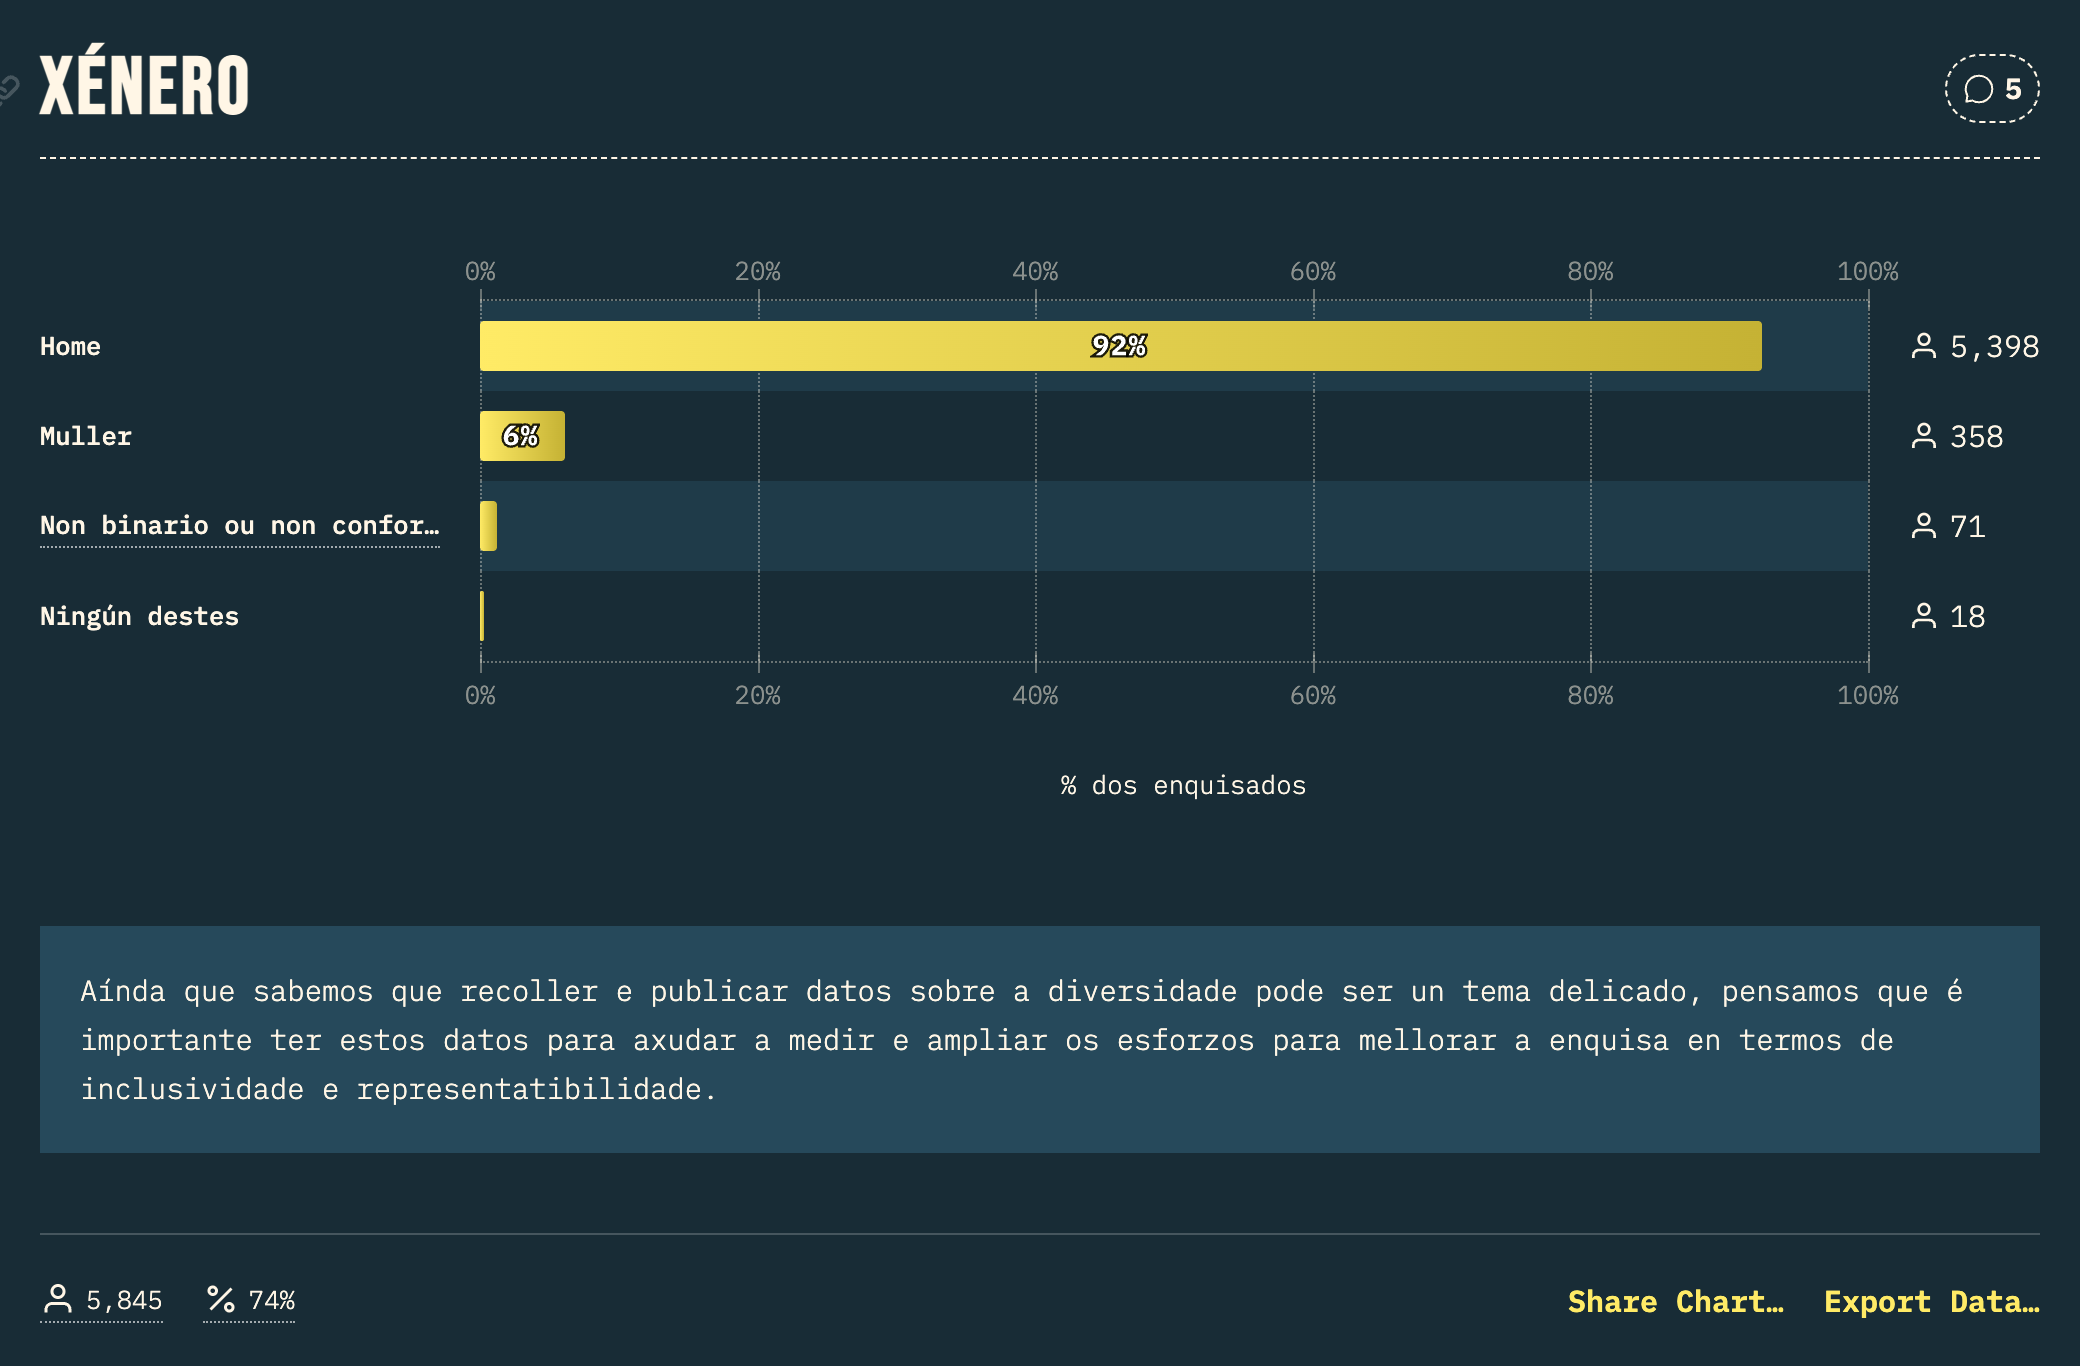 XÉNERO
5
0% 20% 40% 60% 80% 100%
Home 92% 5,398
Muller 6% 358
Non binario ou non confor… 71
Ningún destes 18
0% 20% 40% 60% 80% 100%
% dos enquisados
Aínda que sabemos que recoller e publicar datos sobre a diversidade pode ser un tema delicado, pensamos que é
importante ter estos datos para axudar a medir e ampliar os esforzos para mellorar a enquisa en termos de
inclusividade e representatibilidade.
5,845 74% Share Chart… Export Data…